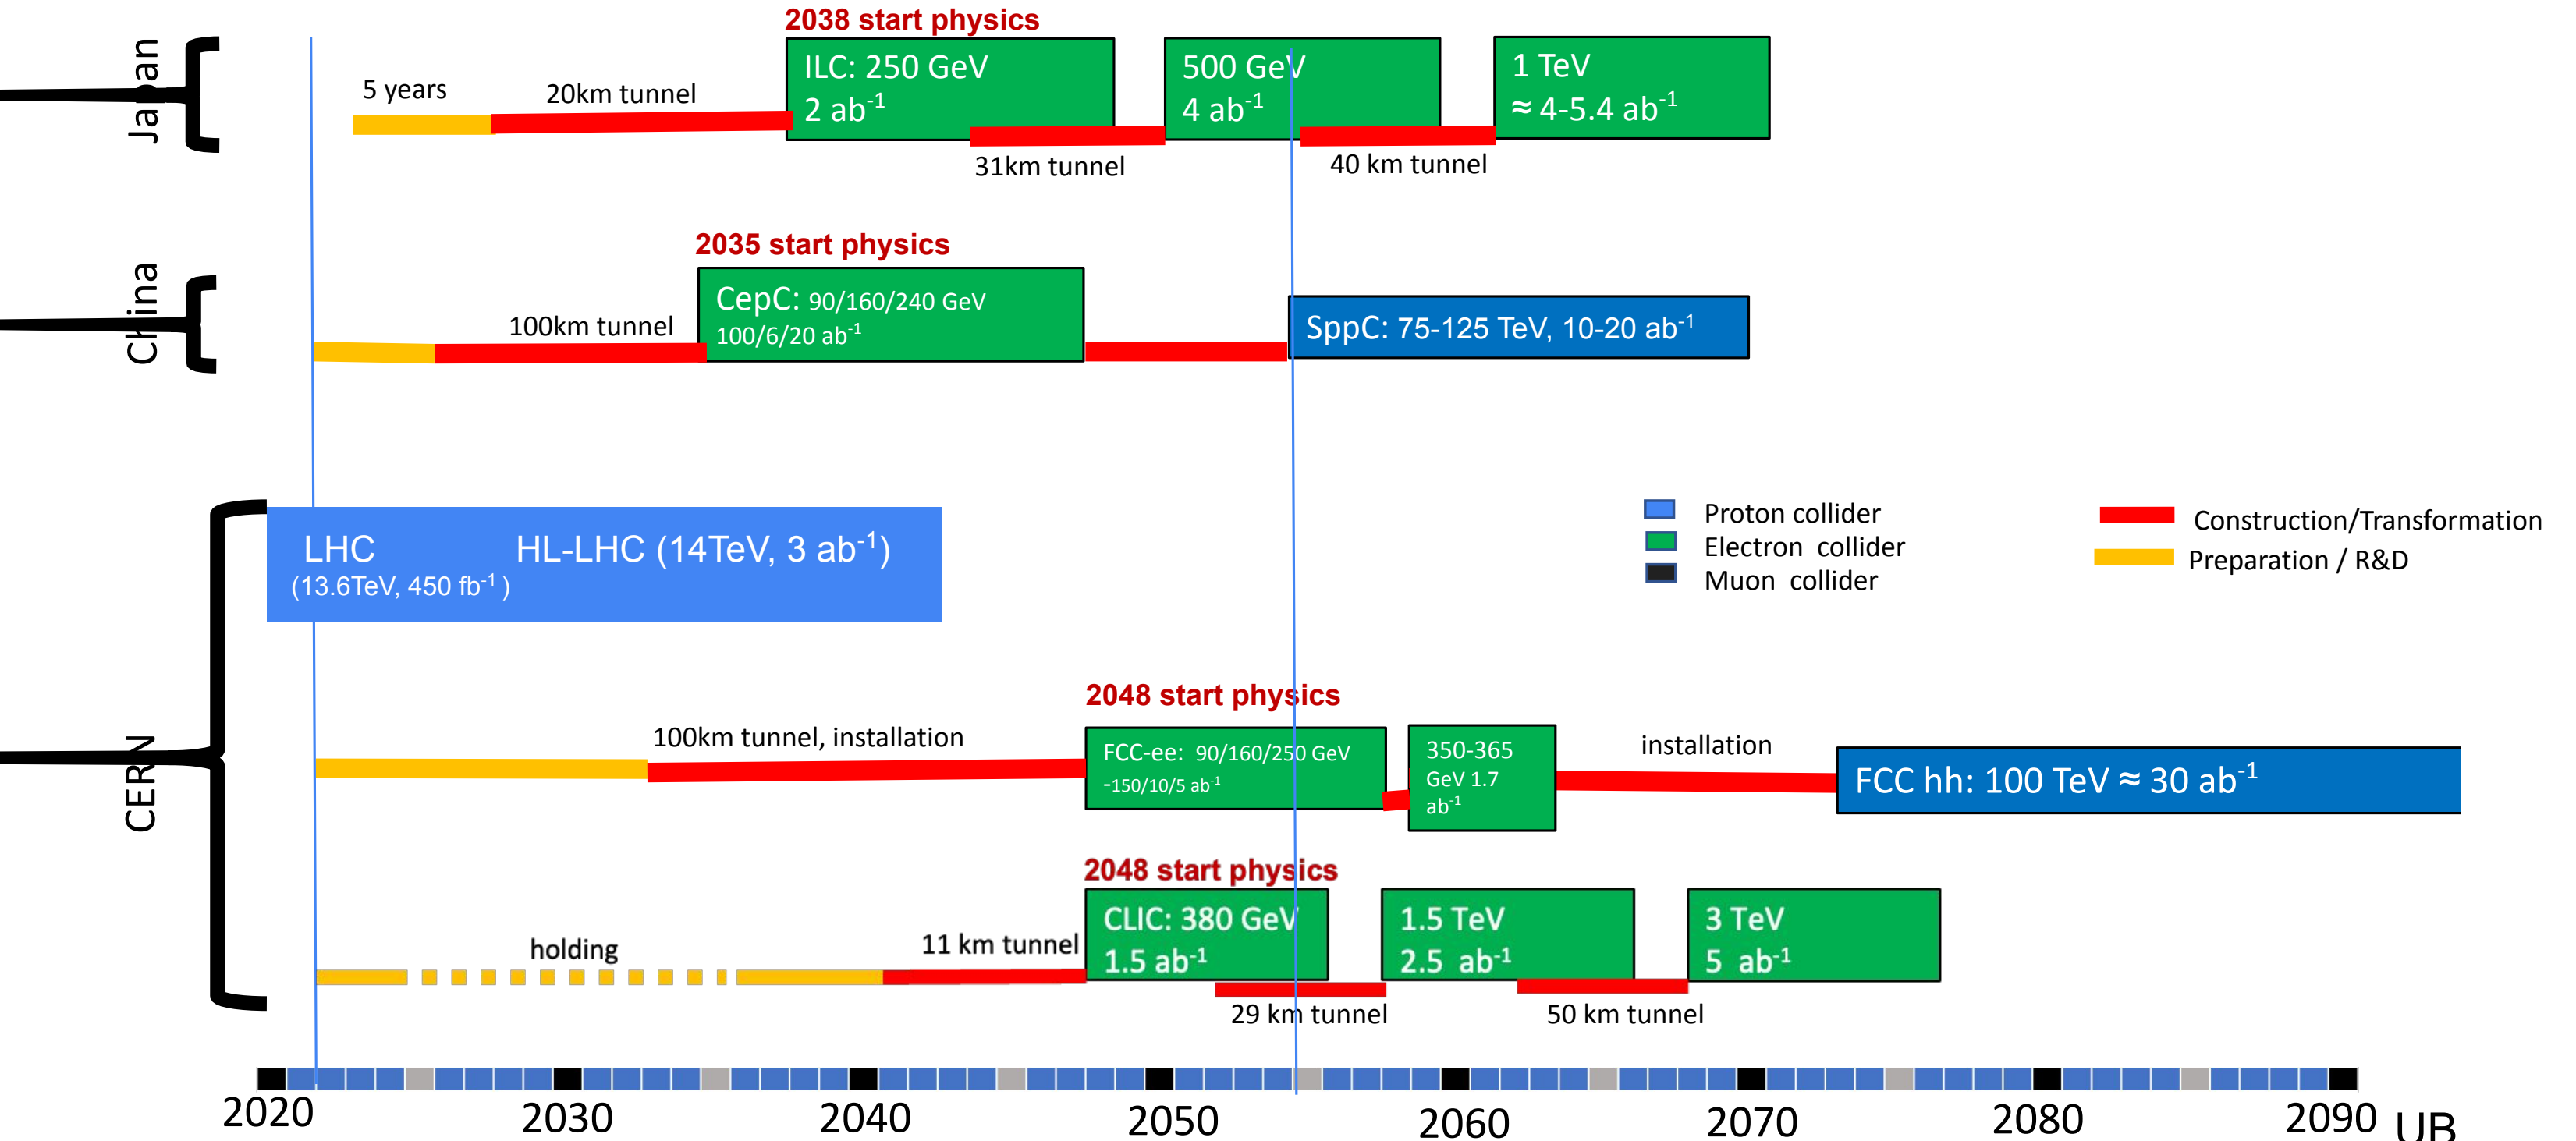 Japan
2038 start physics
5 years
20km tunnel
ILC: 250 GeV
2 ab⁻¹
31km tunnel
500 GeV
4 ab⁻¹
40 km tunnel
1 TeV
≈ 4-5.4 ab⁻¹
China
2035 start physics
100km tunnel
CepC: 90/160/240 GeV
100/6/20 ab⁻¹
SppC: 75-125 TeV, 10-20 ab⁻¹
CERN
LHC HL-LHC (14TeV, 3 ab⁻¹)
(13.6TeV, 450 fb⁻¹ )
Proton collider
Electron collider
Muon collider
Construction/Transformation
Preparation / R&D
2048 start physics
100km tunnel, installation
FCC-ee: 90/160/250 GeV
-150/10/5 ab⁻¹
350-365
GeV 1.7
ab⁻¹
installation
FCC hh: 100 TeV ≈ 30 ab⁻¹
2048 start physics
holding
11 km tunnel
CLIC: 380 GeV
1.5 ab⁻¹
29 km tunnel
1.5 TeV
2.5 ab⁻¹
50 km tunnel
3 TeV
5 ab⁻¹
2020 2030 2040 2050 2060 2070 2080 2090 UB